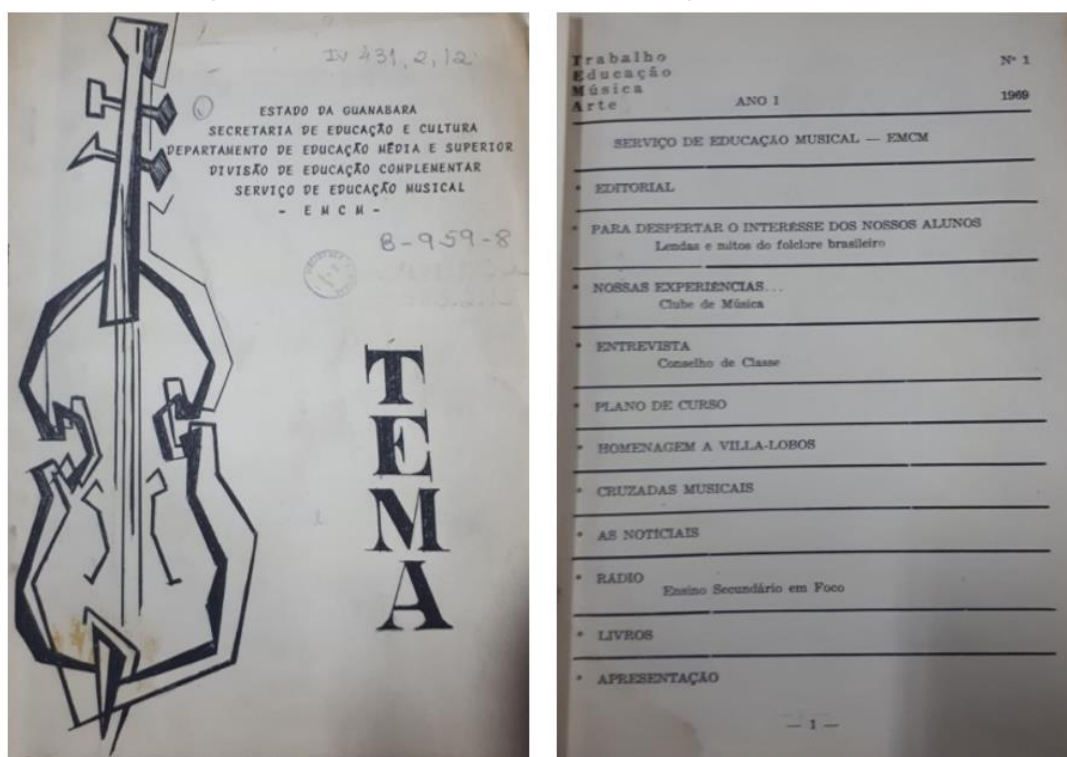 IV 431, 2, 12
ESTADO DA GUANABARA
SECRETARIA DE EDUCAÇÃO E CULTURA
DEPARTAMENTO DE EDUCAÇÃO MÉDIA E SUPERIOR
DIVISÃO DE EDUCAÇÃO COMPLEMENTAR
SERVIÇO DE EDUCAÇÃO MUSICAL
- E M C M -
8-959-8
T
E
M
A
Trabalho
Educação
Música
Arte
ANO I
Nº 1
1969
SERVIÇO DE EDUCAÇÃO MUSICAL — EMCM
* EDITORIAL
* PARA DESPERTAR O INTERÊSSE DOS NOSSOS ALUNOS
Lendas e mitos do folclore brasileiro
* NOSSAS EXPERIÊNCIAS...
Clube de Música
* ENTREVISTA
Conselho de Classe
* PLANO DE CURSO
* HOMENAGEM A VILLA-LOBOS
* CRUZADAS MUSICAIS
* AS NOTÍCIAIS
* RÁDIO
Ensino Secundário em Foco
* LIVROS
* APRESENTAÇÃO
— 1 —